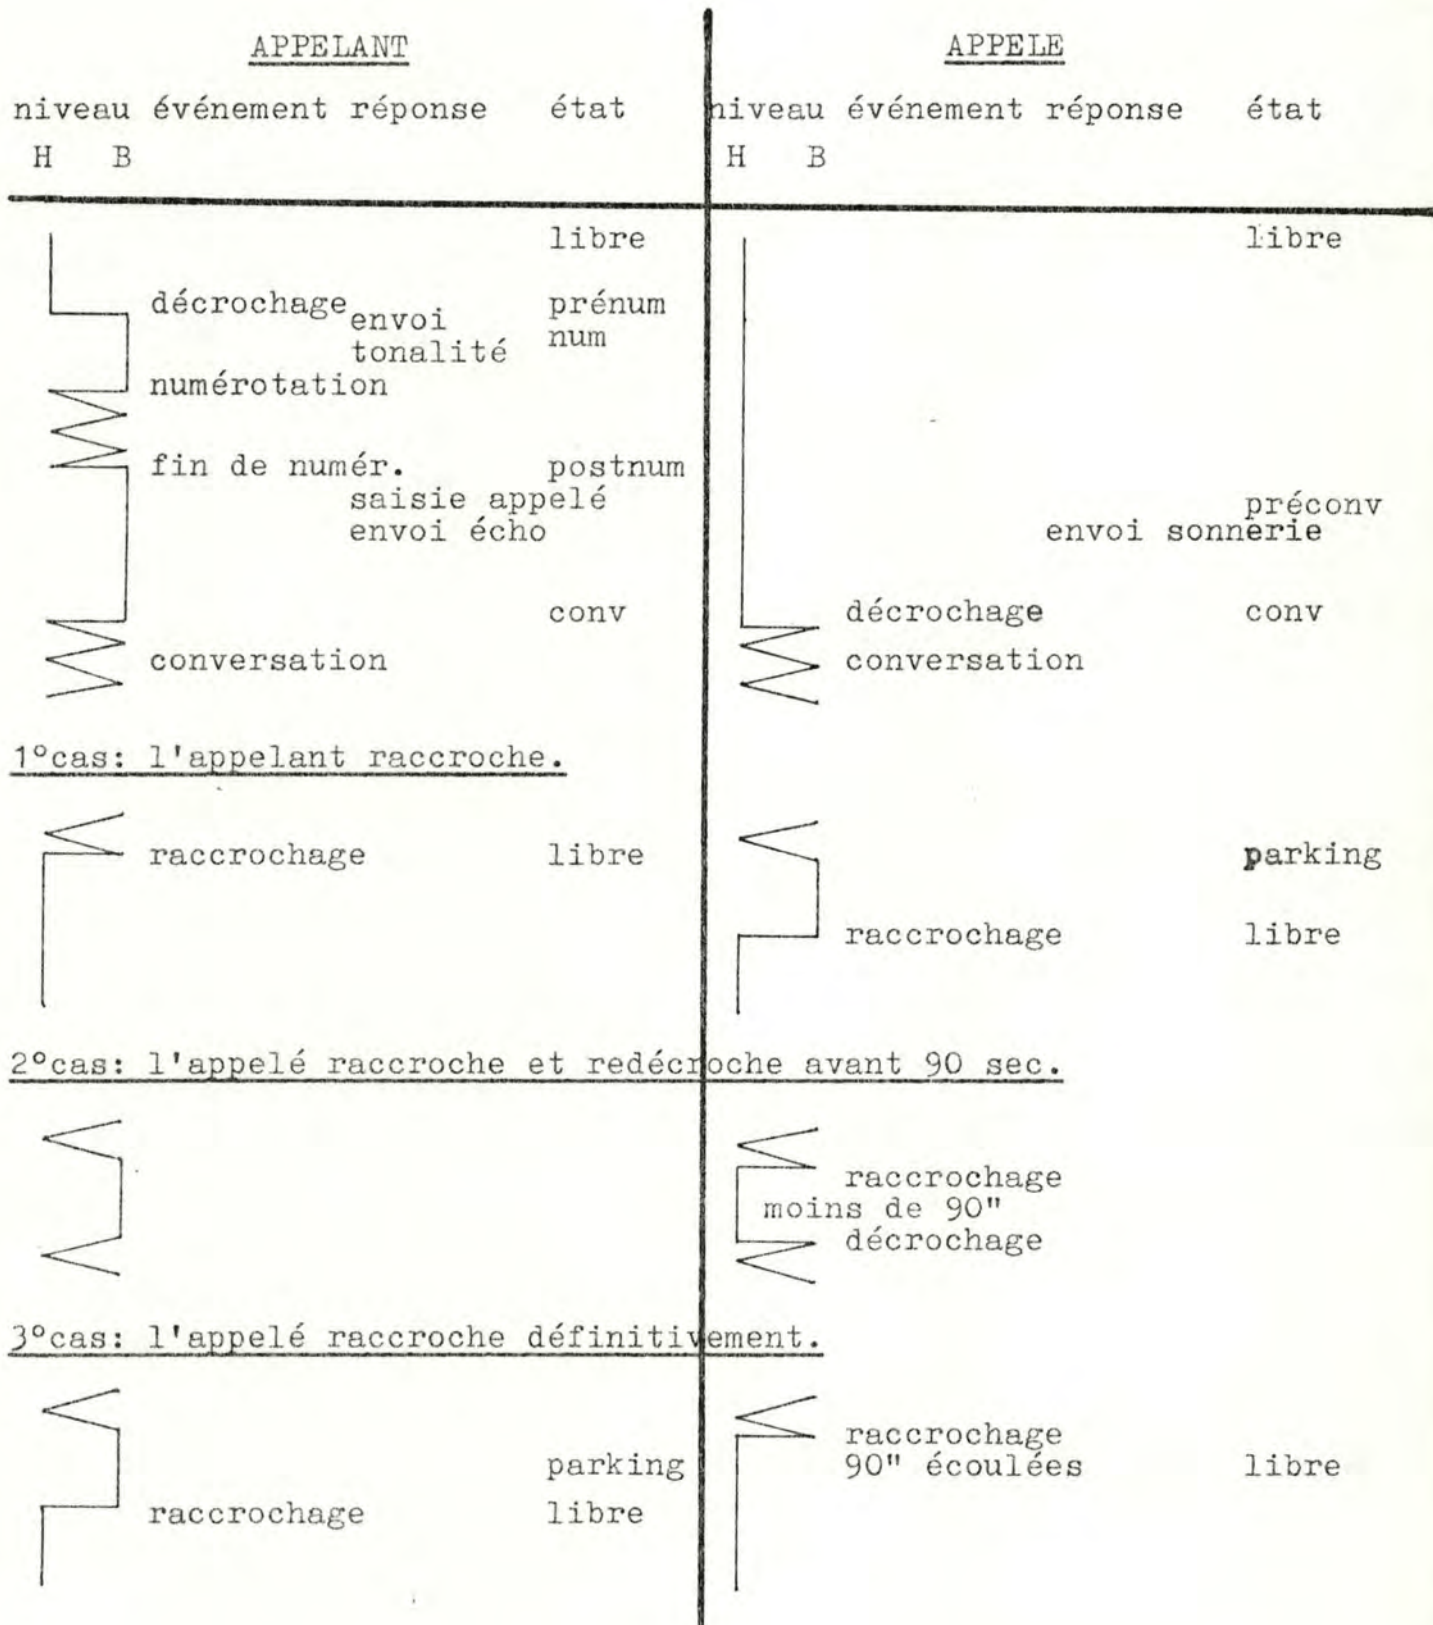 APPELANT APPELE
niveau événement réponse état niveau événement réponse état
H B H B
libre libre
décrochage prénum
envoi
num
tonalité
numérotation
fin de numér. postnum
saisie appelé
préconv
envoi écho envoi sonnerie
conv décrochage conv
conversation conversation
1°cas: l'appelant raccroche.
raccrochage libre parking
raccrochage libre
2°cas: l'appelé raccroche et redécroche avant 90 sec.
raccrochage
moins de 90"
décrochage
3°cas: l'appelé raccroche définitivement.
raccrochage
parking 90" écoulées libre
raccrochage libre